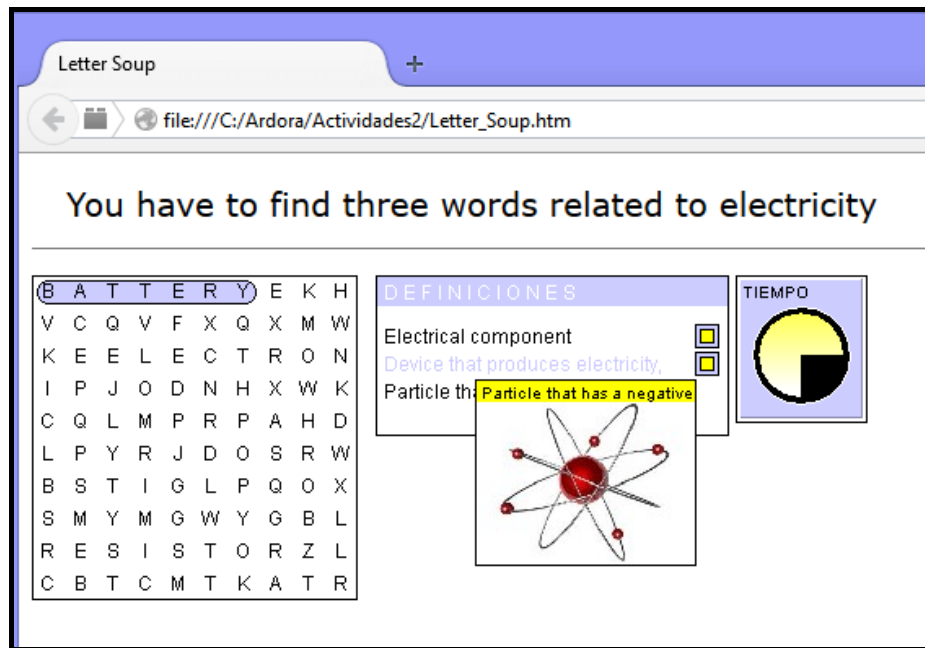 Letter Soup
file:///C:/Ardora/Actividades2/Letter_Soup.htm
You have to find three words related to electricity
B A T T E R Y E K H
V C Q V F X Q X M W
K E E L E C T R O N
I P J O D N H X W K
C Q L M P R P A H D
L P Y R J D O S R W
B S T I G L P Q O X
S M Y M G W Y G B L
R E S I S T O R Z L
C B T C M T K A T R
DEFINICIONES
Electrical component
Device that produces electricity,
Particle tha
Particle that has a negative
TIEMPO